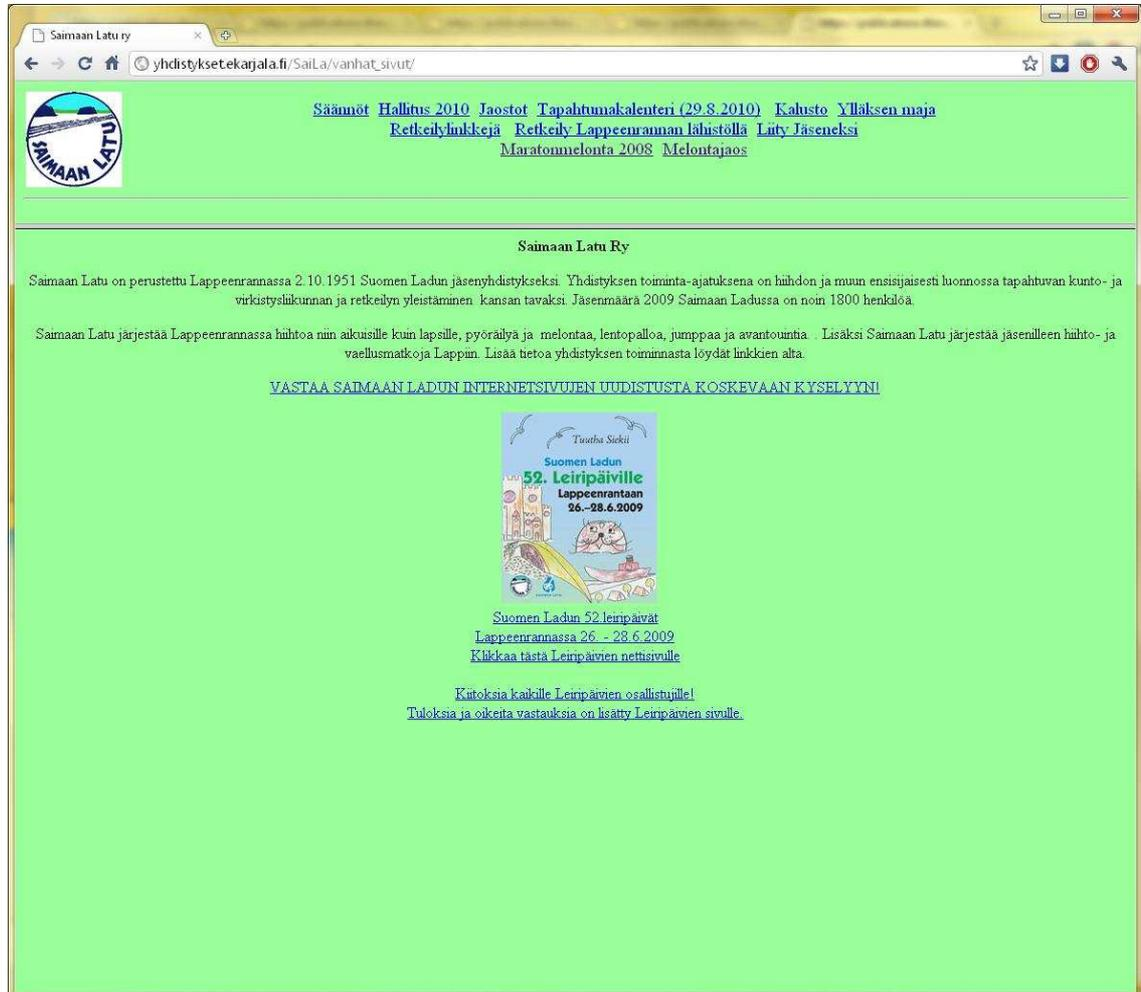 Saimaan Latu ry
yhdistykset.ekarjala.fi/SaiLa/vanhat_sivut/
SAIMAAN LATU
Säännöt Hallitus 2010 Jaostot Tapahtumakalenteri (29.8.2010) Kalusto Ylläksen maja
Retkeilylinkkejä Retkeily Lappeenrannan lähistöllä Liity Jäseneksi
Maratonmelonta 2008 Melontajaos
Saimaan Latu Ry
Saimaan Latu on perustettu Lappeenrannassa 2.10.1951 Suomen Ladun jäsenyhdistykseksi. Yhdistyksen toiminta-ajatuksena on hiihdon ja muun ensisijaisesti luonnossa tapahtuvan kunto- ja
virkistysliikunnan ja retkeilyn yleistäminen kansan tavaksi. Jäsenmäärä 2009 Saimaan Ladussa on noin 1800 henkilöä.
Saimaan Latu järjestää Lappeenrannassa hiihtoa niin aikuisille kuin lapsille, pyöräilyä ja melontaa, lentopalloa, jumppaa ja avantouintia. . Lisäksi Saimaan Latu järjestää jäsenilleen hiihto- ja
vaellusmatkoja Lappiin. Lisää tietoa yhdistyksen toiminnasta löydät linkkien alta.
VASTAA SAIMAAN LADUN INTERNETSIVUJEN UUDISTUSTA KOSKEVAAN KYSELYYN!
Tuutha Siekii
Suomen Ladun
52. Leiripäiville
Lappeenrantaan
26.–28.6.2009
Suomen Ladun 52.leiripäivät
Lappeenrannassa 26. - 28.6.2009
Klikkaa tästä Leiripäivien nettisivulle
Kiitoksia kaikille Leiripäivien osallistujille!
Tuloksia ja oikeita vastauksia on lisätty Leiripäivien sivulle.